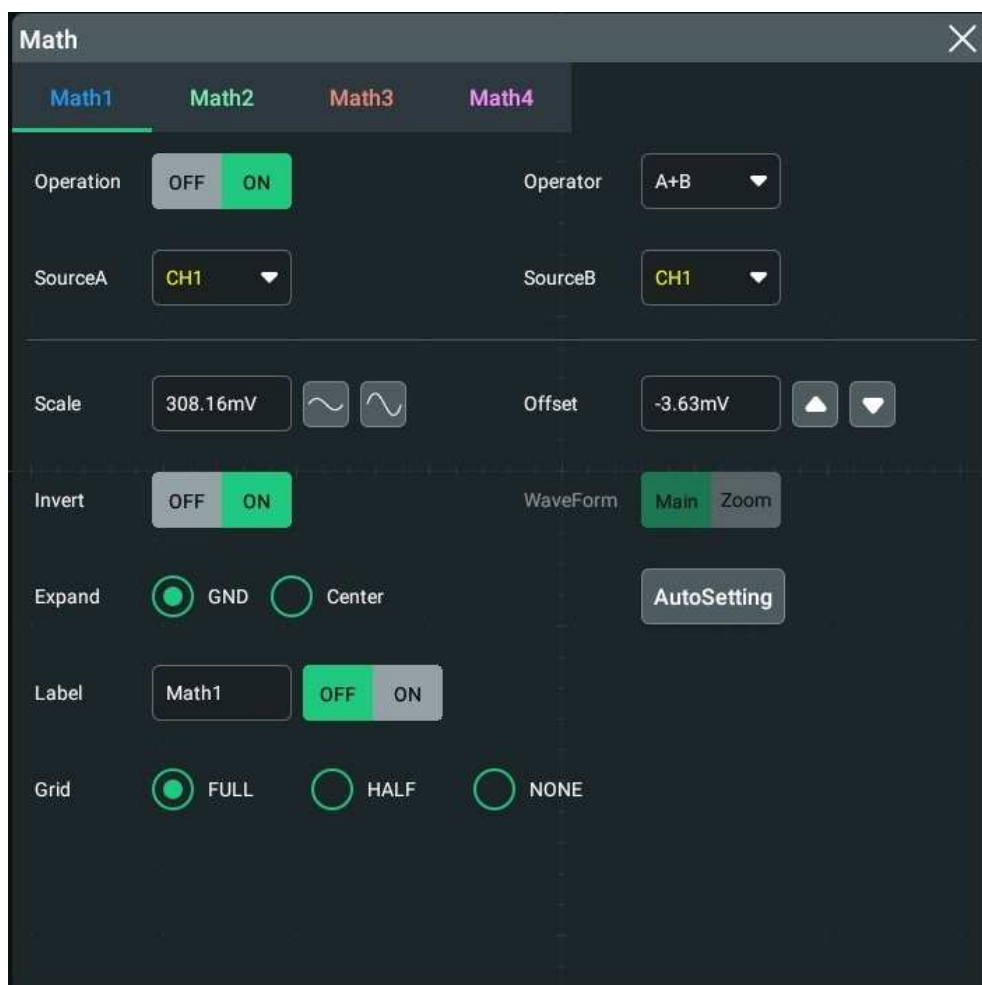 Math
Math1 Math2 Math3 Math4
Operation OFF ON Operator A+B
SourceA CH1 SourceB CH1
Scale 308.16mV Offset -3.63mV
Invert OFF ON WaveForm Main Zoom
Expand GND Center AutoSetting
Label Math1 OFF ON
Grid FULL HALF NONE